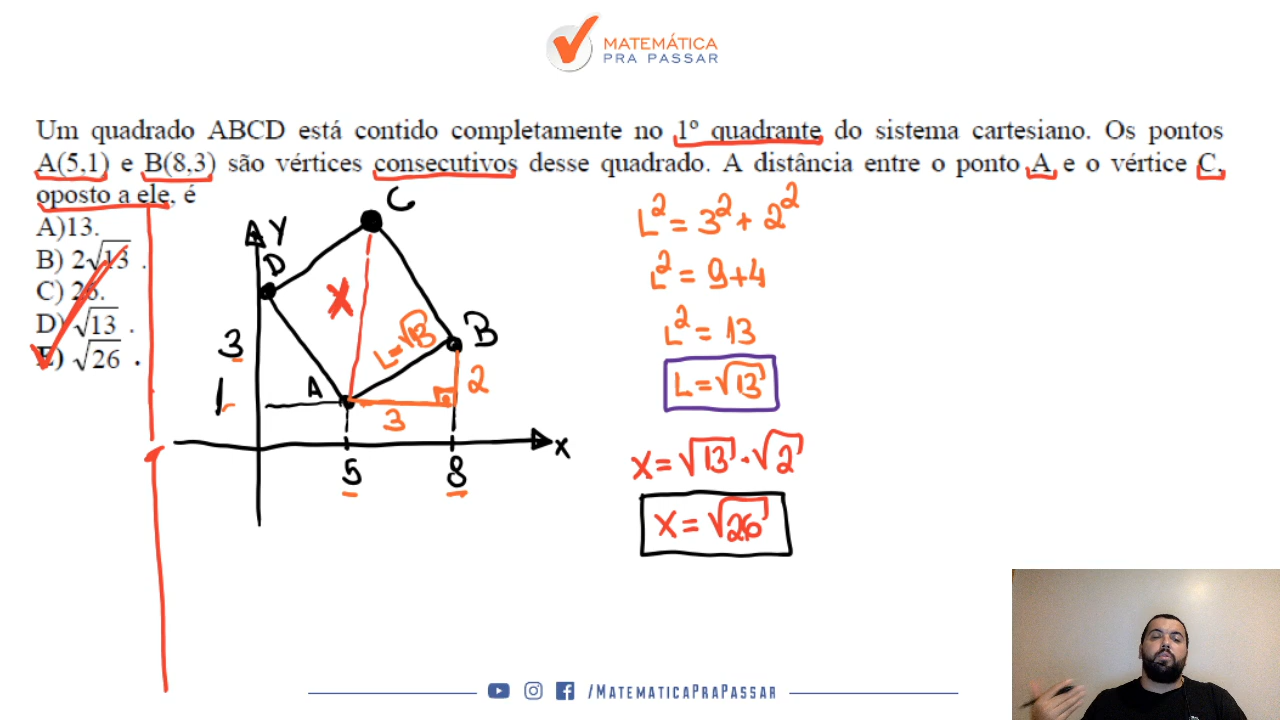 MATEMÁTICA
PRA PASSAR
Um quadrado ABCD está contido completamente no 1º quadrante do sistema cartesiano. Os pontos
A(5,1) e B(8,3) são vértices consecutivos desse quadrado. A distância entre o ponto A e o vértice C,
oposto a ele, é
A)13.
B) 2√13 .
C) 26.
D) √13 .
E) √26 .
C
Y
D
X
L=√13
B
3
A
2
1
3
5
8
X
L² = 3² + 2²
L² = 9+4
L² = 13
L = √13
X = √13 · √2
X = √26
/MATEMATICAPRAPASSAR